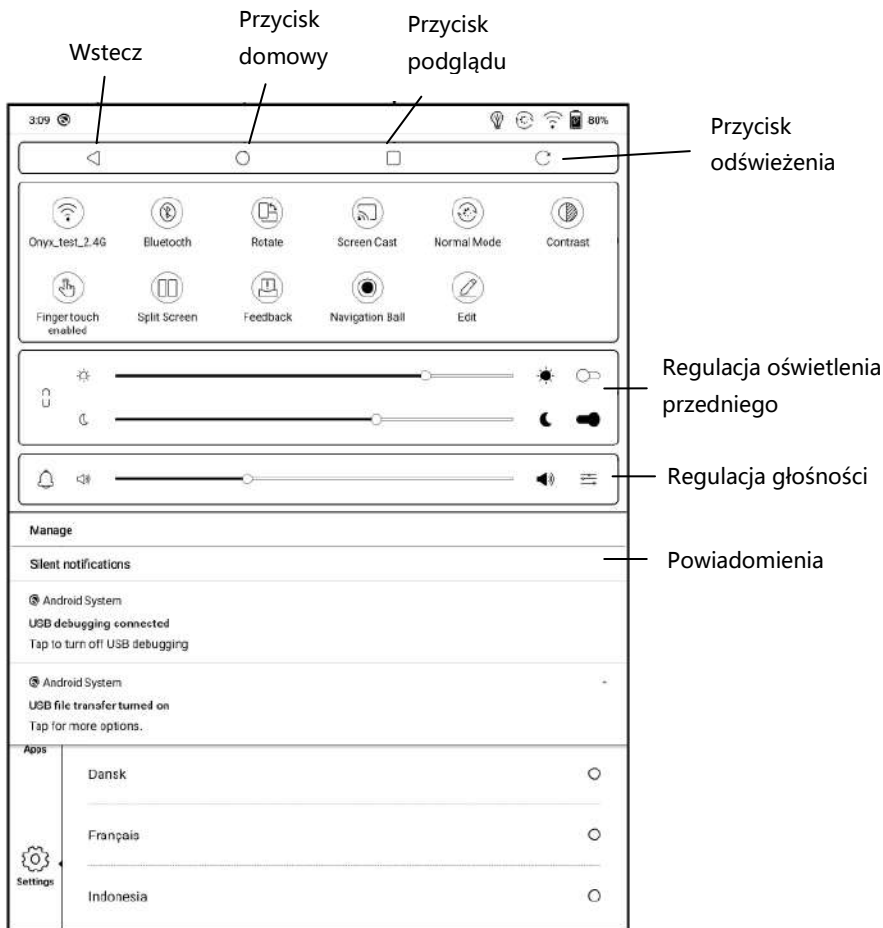 Przycisk
domowy
Przycisk
podglądu
Wstecz
3:09
80%
Przycisk
odświeżenia
Onyx_test_2.4G
Bluetooth
Rotate
Screen Cast
Normal Mode
Contrast
Finger touch
enabled
Split Screen
Feedback
Navigation Ball
Edit
Regulacja oświetlenia
przedniego
Regulacja głośności
Manage
Silent notifications
Powiadomienia
Android System
USB debugging connected
Tap to turn off USB debugging
Android System
USB file transfer turned on
Tap for more options.
Apps
Dansk
Français
Settings
Indonesia